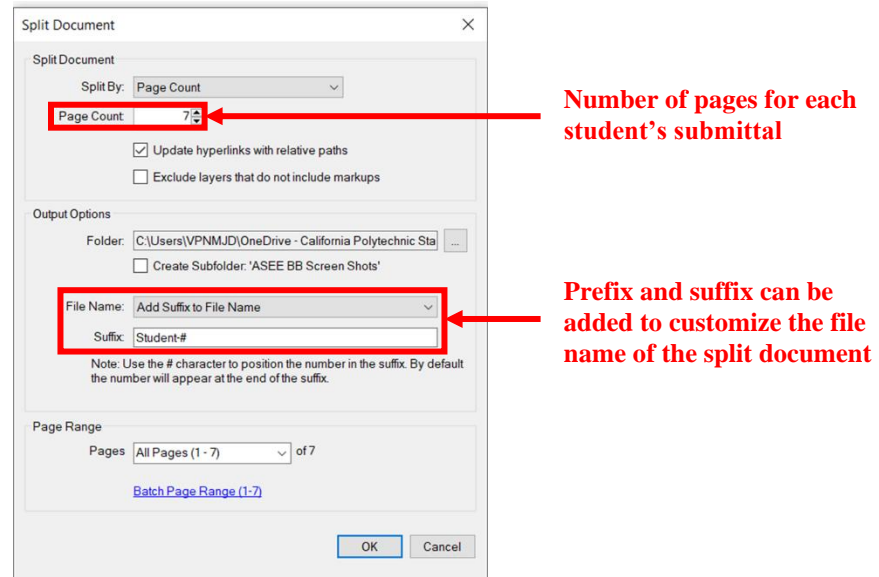 Split Document
Split Document
Split By: Page Count
Page Count: 7
Number of pages for each
student's submittal
Update hyperlinks with relative paths
Exclude layers that do not include markups
Output Options
Folder: C:\Users\VPNMJD\OneDrive - California Polytechnic Sta ...
Create Subfolder: 'ASEE BB Screen Shots'
File Name: Add Suffix to File Name
Suffix: Student-#
Prefix and suffix can be
added to customize the file
name of the split document
Note: Use the # character to position the number in the suffix. By default
the number will appear at the end of the suffix.
Page Range
Pages All Pages (1 - 7) of 7
Batch Page Range (1-7)
OK Cancel